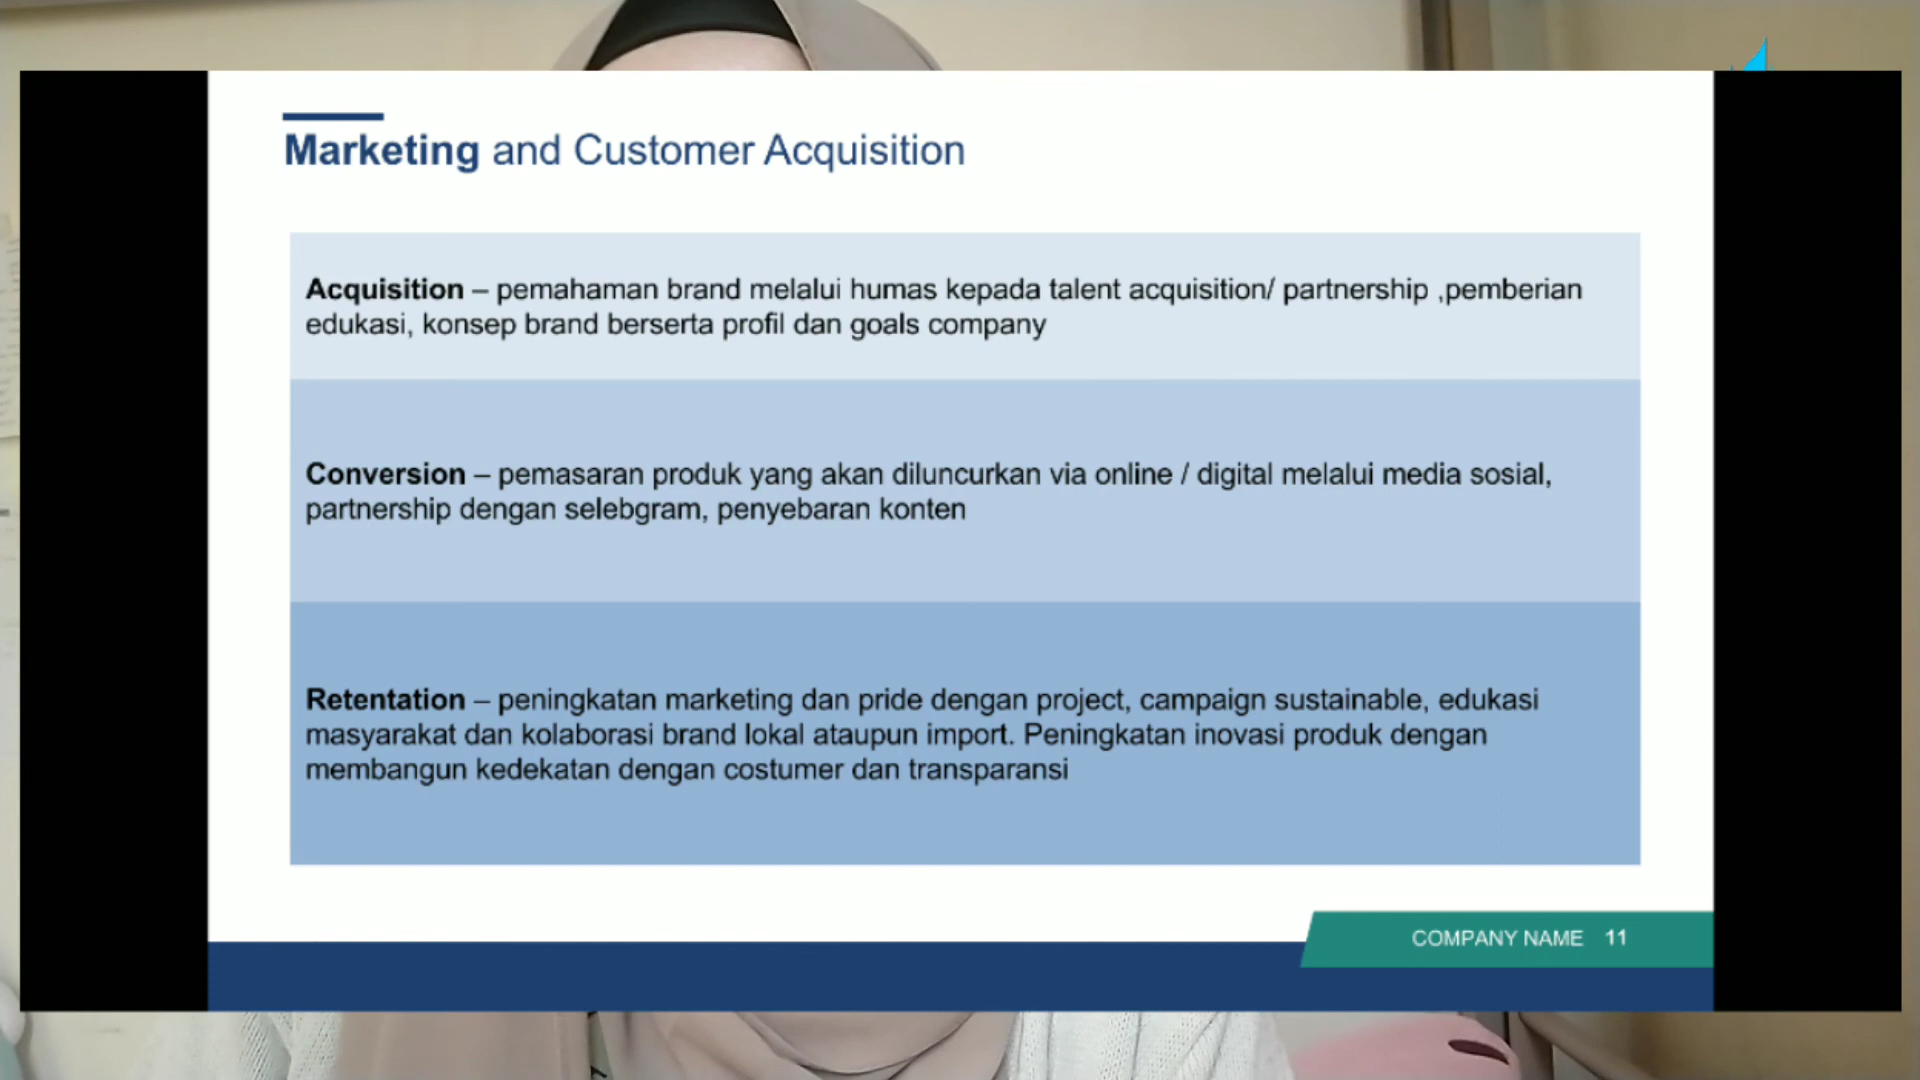 Marketing and Customer Acquisition
Acquisition – pemahaman brand melalui humas kepada talent acquisition/ partnership ,pemberian
edukasi, konsep brand berserta profil dan goals company
Conversion – pemasaran produk yang akan diluncurkan via online / digital melalui media sosial,
partnership dengan selebgram, penyebaran konten
Retentation – peningkatan marketing dan pride dengan project, campaign sustainable, edukasi
masyarakat dan kolaborasi brand lokal ataupun import. Peningkatan inovasi produk dengan
membangun kedekatan dengan costumer dan transparansi
COMPANY NAME 11